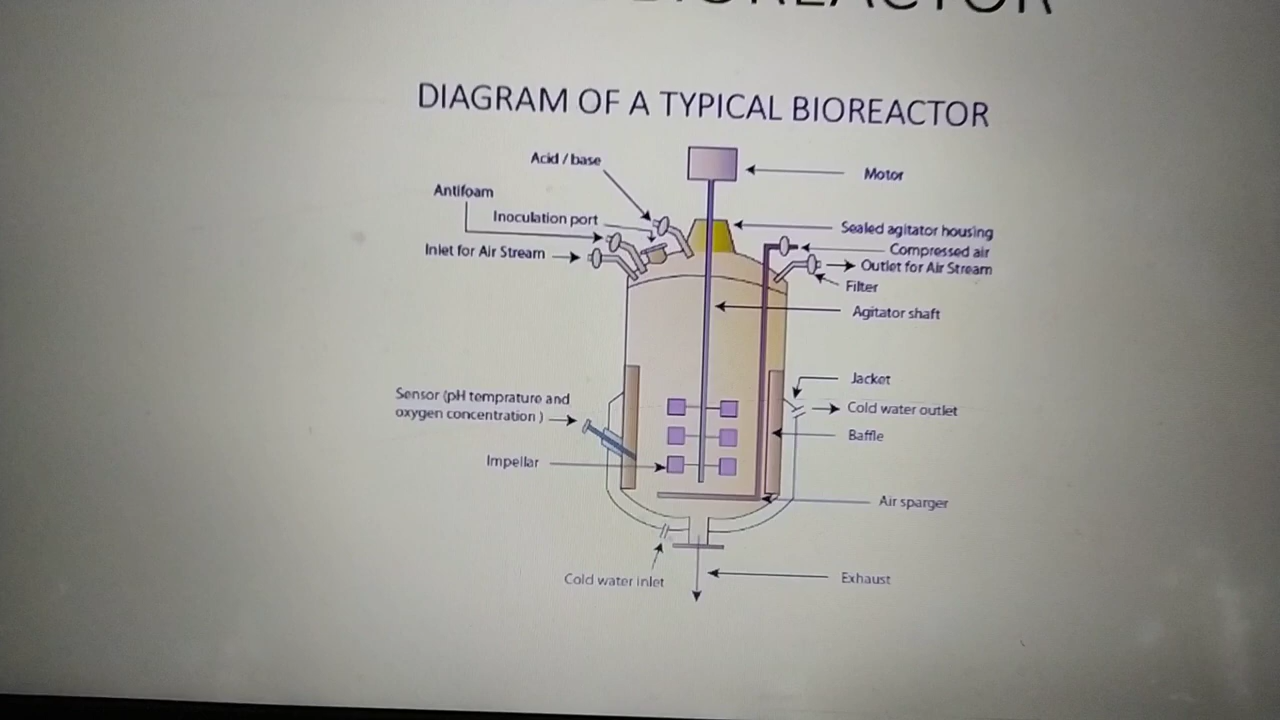 BIOREACTOR
DIAGRAM OF A TYPICAL BIOREACTOR
Acid / base
Motor
Antifoam
Inoculation port
Sealed agitator housing
Inlet for Air Stream
Compressed air
Outlet for Air Stream
Filter
Agitator shaft
Jacket
Sensor (pH temprature and
oxygen concentration )
Cold water outlet
Baffle
Impellar
Air sparger
Cold water inlet
Exhaust